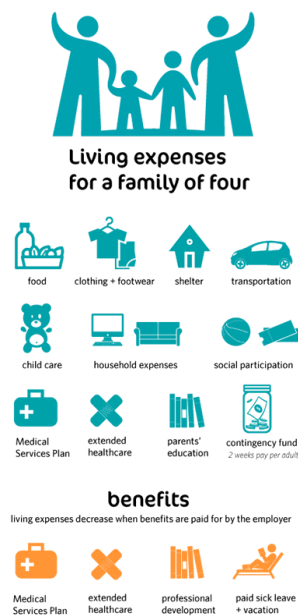 Living expenses
for a family of four
food
clothing + footwear
shelter
transportation
child care
household expenses
social participation
Medical
Services Plan
extended
healthcare
parents'
education
contingency fund
2 weeks pay per adult
benefits
living expenses decrease when benefits are paid for by the employer
Medical
Services Plan
extended
healthcare
professional
development
paid sick leave
+ vacation